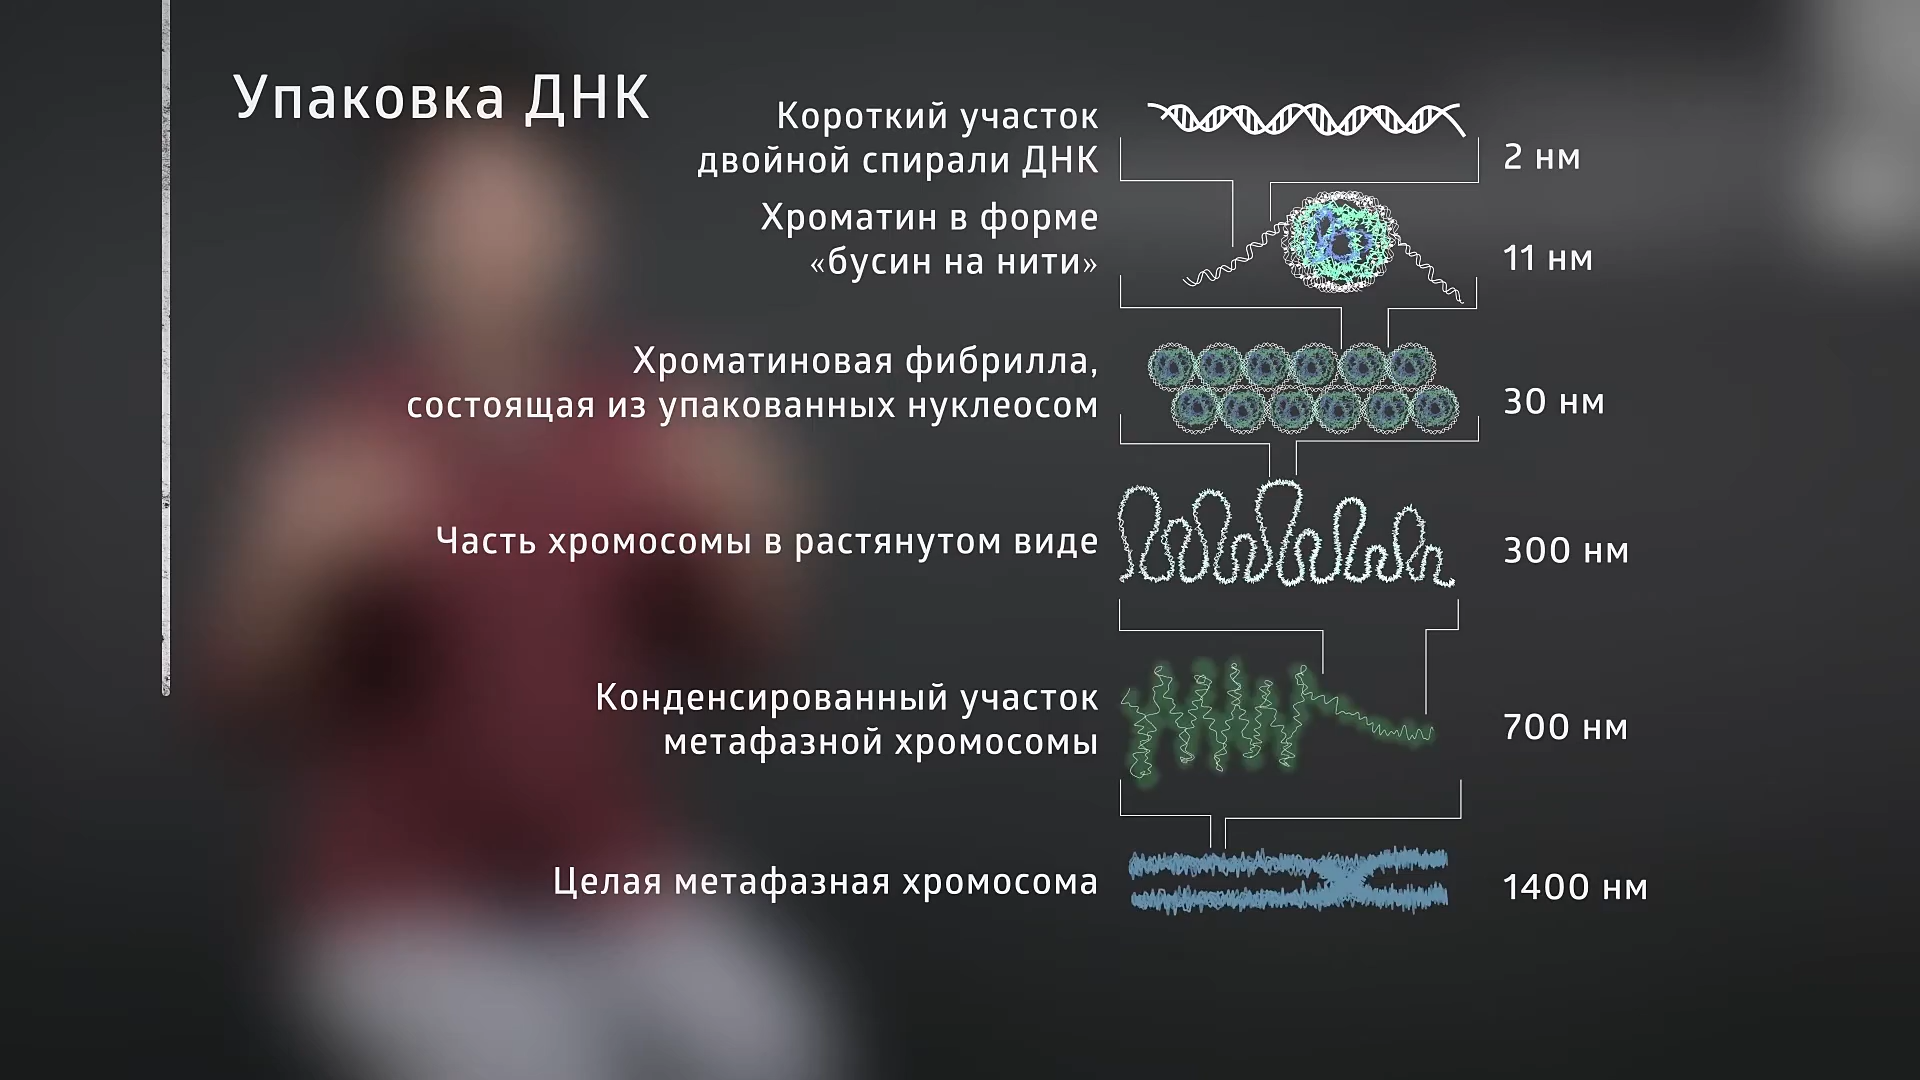 Упаковка ДНК
Короткий участок
двойной спирали ДНК
2 нм
Хроматин в форме
«бусин на нити»
11 нм
Хроматиновая фибрилла,
состоящая из упакованных нуклеосом
30 нм
Часть хромосомы в растянутом виде
300 нм
Конденсированный участок
метафазной хромосомы
700 нм
Целая метафазная хромосома
1400 нм